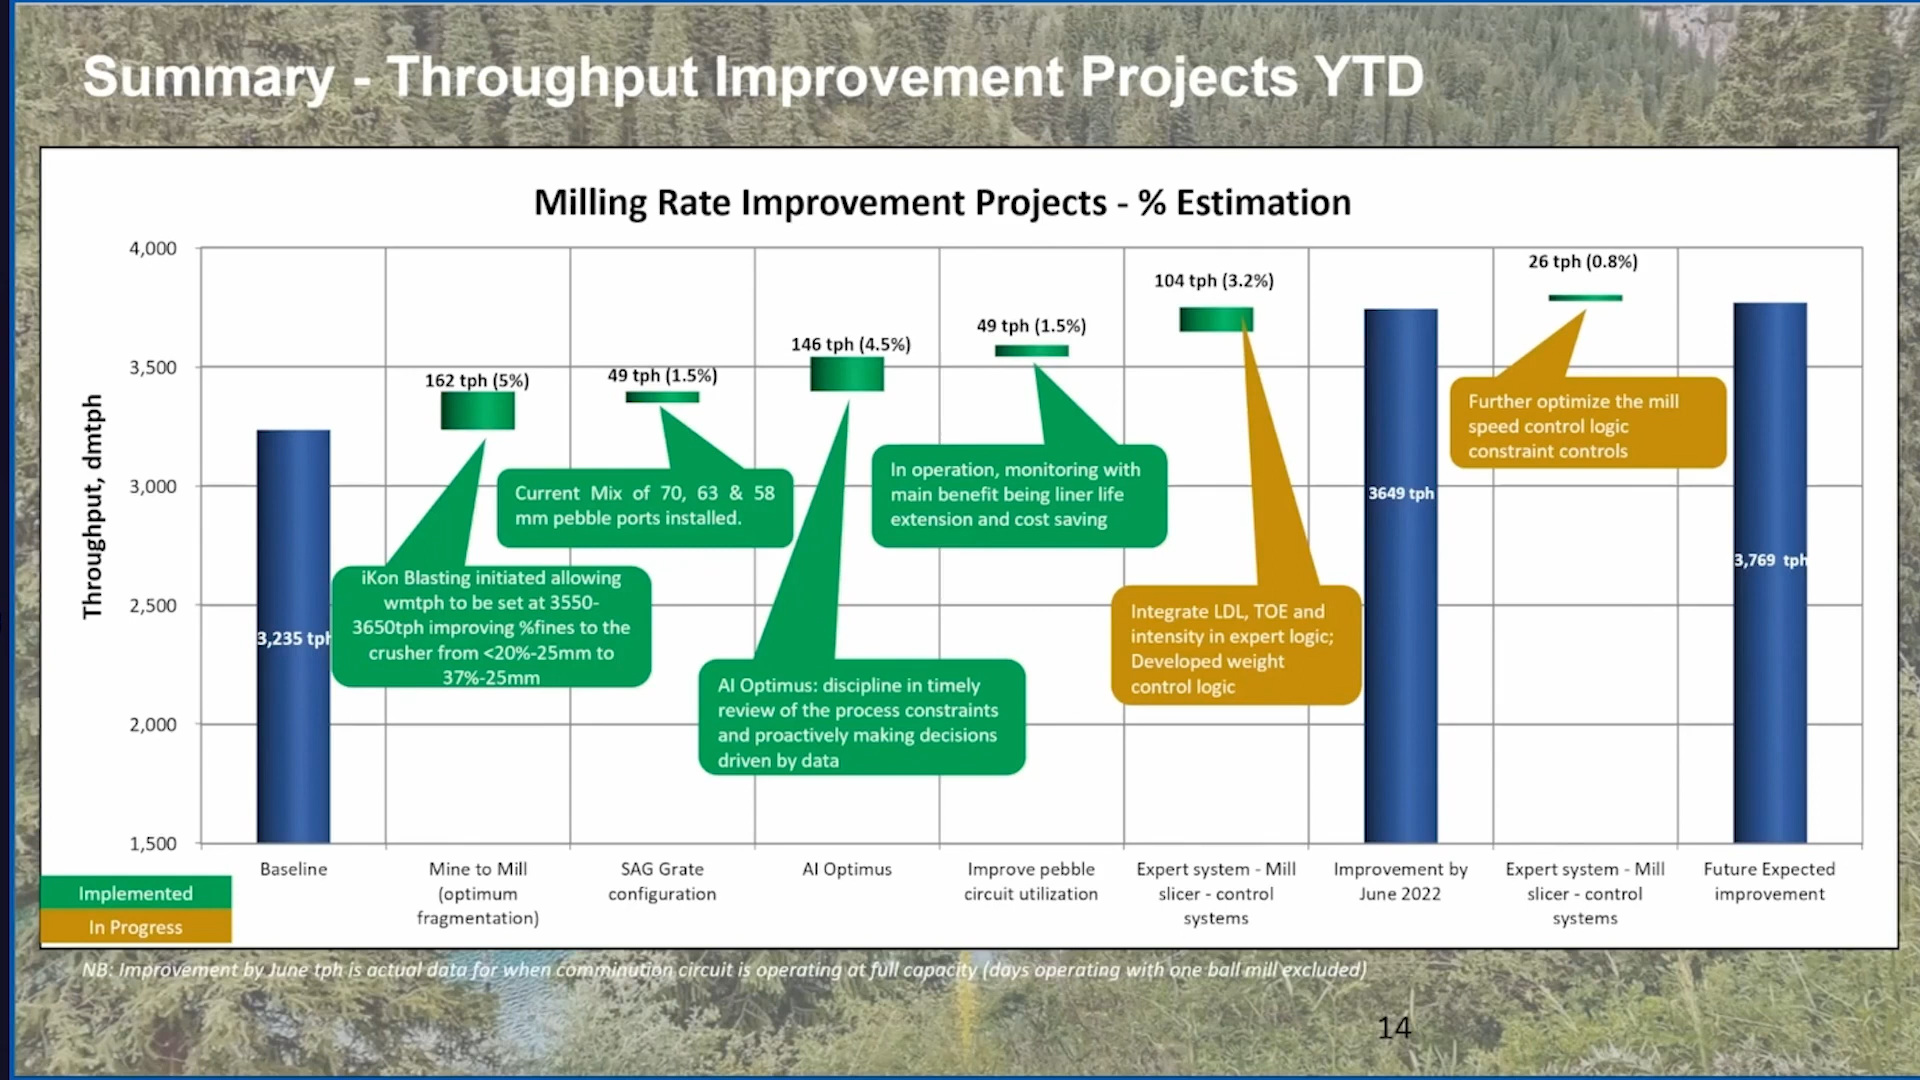 Summary - Throughput Improvement Projects YTD
Milling Rate Improvement Projects - % Estimation
Throughput, dmtph
4,000
3,500
3,000
2,500
2,000
1,500
3,235 tph
162 tph (5%)
49 tph (1.5%)
146 tph (4.5%)
49 tph (1.5%)
104 tph (3.2%)
3649 tph
26 tph (0.8%)
3,769 tph
iKon Blasting initiated allowing
wmtph to be set at 3550-
3650tph improving %fines to the
crusher from <20%-25mm to
37%-25mm
Current Mix of 70, 63 & 58
mm pebble ports installed.
AI Optimus: discipline in timely
review of the process constraints
and proactively making decisions
driven by data
In operation, monitoring with
main benefit being liner life
extension and cost saving
Integrate LDL, TOE and
intensity in expert logic;
Developed weight
control logic
Further optimize the mill
speed control logic
constraint controls
Baseline
Mine to Mill
(optimum
fragmentation)
SAG Grate
configuration
AI Optimus
Improve pebble
circuit utilization
Expert system - Mill
slicer - control
systems
Improvement by
June 2022
Expert system - Mill
slicer - control
systems
Future Expected
improvement
Implemented
In Progress
NB: Improvement by June tph is actual data for when comminution circuit is operating at full capacity (days operating with one ball mill excluded)
14